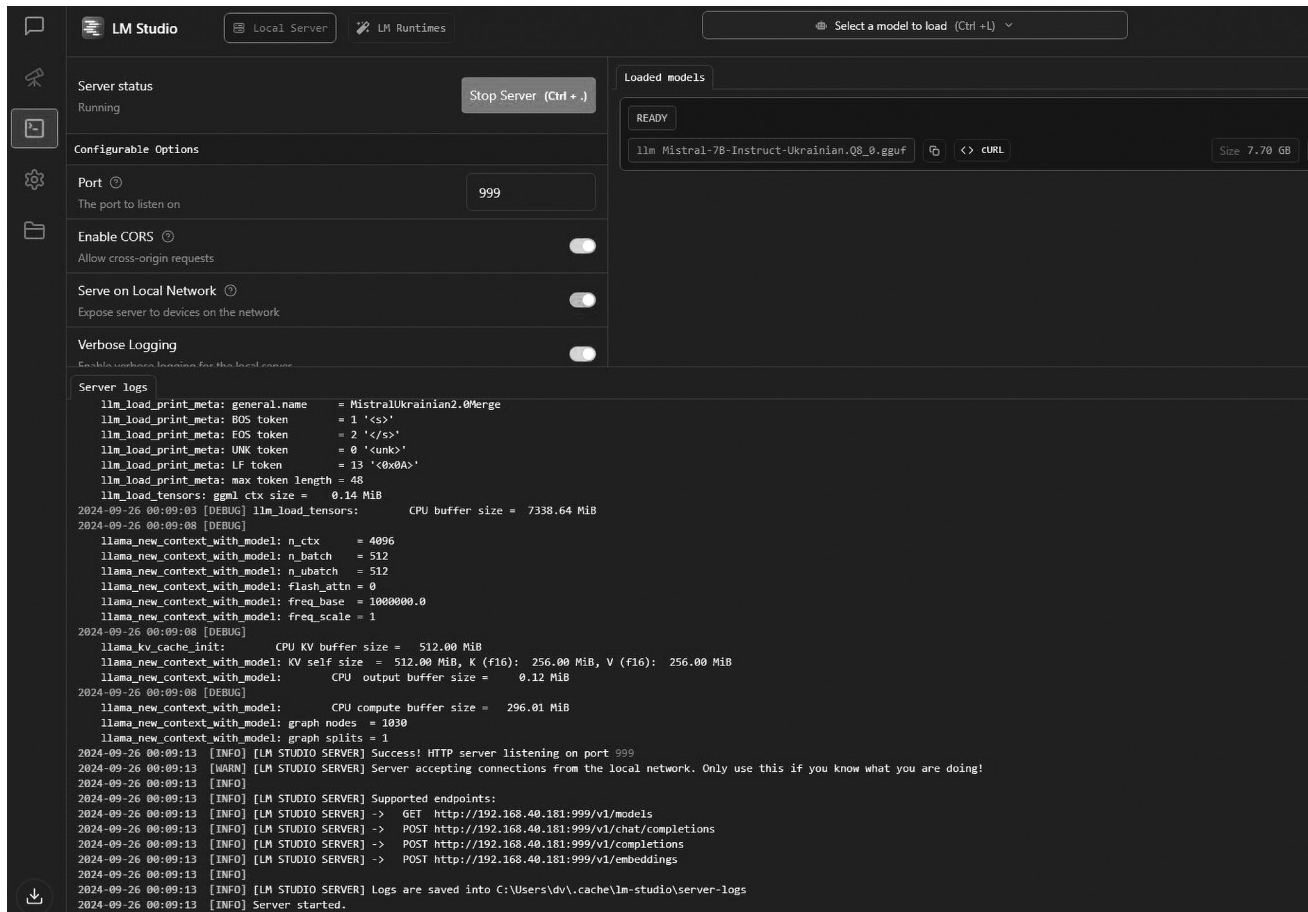 LM Studio
Local Server
LM Runtimes
Select a model to load (Ctrl +L)
Server status
Running
Stop Server (Ctrl + .)
Configurable Options
Port
The port to listen on
999
Enable CORS
Allow cross-origin requests
Serve on Local Network
Expose server to devices on the network
Verbose Logging
Enable verbose logging for the local server
Loaded models
READY
llm Mistral-7B-Instruct-Ukrainian.Q8_0.gguf
cURL
Size 7.70 GB
Server logs
llm_load_print_meta: general.name     = MistralUkrainian2.0Merge
llm_load_print_meta: BOS token        = 1 '<s>'
llm_load_print_meta: EOS token        = 2 '</s>'
llm_load_print_meta: UNK token        = 0 '<unk>'
llm_load_print_meta: LF token         = 13 '<0x0A>'
llm_load_print_meta: max token length = 48
llm_load_tensors: ggml ctx size =    0.14 MiB
2024-09-26 00:09:03 [DEBUG] llm_load_tensors:        CPU buffer size =  7338.64 MiB
2024-09-26 00:09:08 [DEBUG]
llama_new_context_with_model: n_ctx      = 4096
llama_new_context_with_model: n_batch    = 512
llama_new_context_with_model: n_ubatch   = 512
llama_new_context_with_model: flash_attn = 0
llama_new_context_with_model: freq_base  = 1000000.0
llama_new_context_with_model: freq_scale = 1
2024-09-26 00:09:08 [DEBUG]
llama_kv_cache_init:        CPU KV buffer size =   512.00 MiB
llama_new_context_with_model: KV self size  =  512.00 MiB, K (f16):  256.00 MiB, V (f16):  256.00 MiB
llama_new_context_with_model:        CPU  output buffer size =     0.12 MiB
2024-09-26 00:09:08 [DEBUG]
llama_new_context_with_model:        CPU compute buffer size =   296.01 MiB
llama_new_context_with_model: graph nodes  = 1030
llama_new_context_with_model: graph splits = 1
2024-09-26 00:09:13  [INFO] [LM STUDIO SERVER] Success! HTTP server listening on port 999
2024-09-26 00:09:13  [WARN] [LM STUDIO SERVER] Server accepting connections from the local network. Only use this if you know what you are doing!
2024-09-26 00:09:13  [INFO]
2024-09-26 00:09:13  [INFO] [LM STUDIO SERVER] Supported endpoints:
2024-09-26 00:09:13  [INFO] [LM STUDIO SERVER] ->   GET  http://192.168.40.181:999/v1/models
2024-09-26 00:09:13  [INFO] [LM STUDIO SERVER] ->   POST http://192.168.40.181:999/v1/chat/completions
2024-09-26 00:09:13  [INFO] [LM STUDIO SERVER] ->   POST http://192.168.40.181:999/v1/completions
2024-09-26 00:09:13  [INFO] [LM STUDIO SERVER] ->   POST http://192.168.40.181:999/v1/embeddings
2024-09-26 00:09:13  [INFO]
2024-09-26 00:09:13  [INFO] [LM STUDIO SERVER] Logs are saved into C:\Users\dv\.cache\lm-studio\server-logs
2024-09-26 00:09:13  [INFO] Server started.